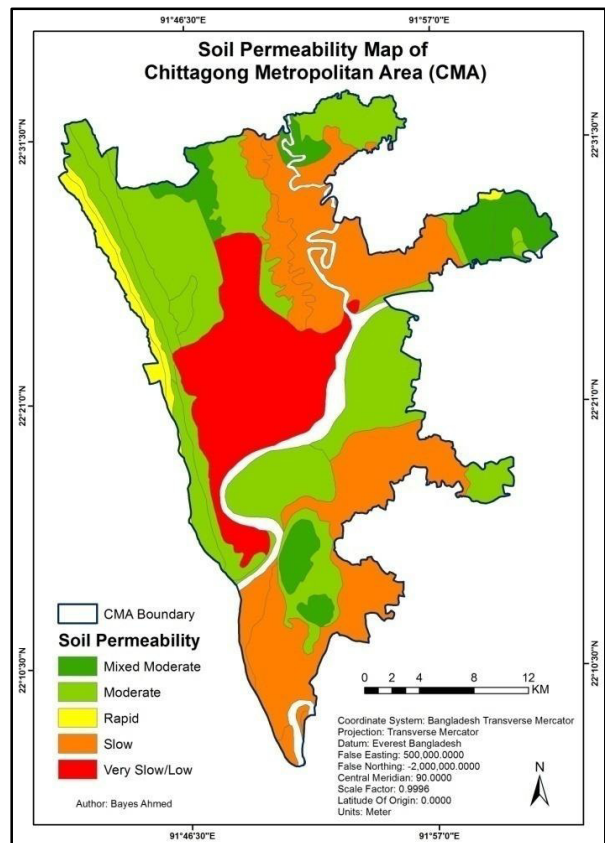 91°46'30"E 91°57'0"E
Soil Permeability Map of
Chittagong Metropolitan Area (CMA)
22°31'30"N 22°31'30"N
22°21'0"N 22°21'0"N
22°10'30"N 22°10'30"N
CMA Boundary
Soil Permeability
Mixed Moderate
Moderate
Rapid
Slow
Very Slow/Low
Author: Bayes Ahmed
0 2 4 8 12
KM
Coordinate System: Bangladesh Transverse Mercator
Projection: Transverse Mercator
Datum: Everest Bangladesh
False Easting: 500,000.0000
False Northing: -2,000,000.0000
Central Meridian: 90.0000
Scale Factor: 0.9996
Latitude Of Origin: 0.0000
Units: Meter
N
91°46'30"E 91°57'0"E